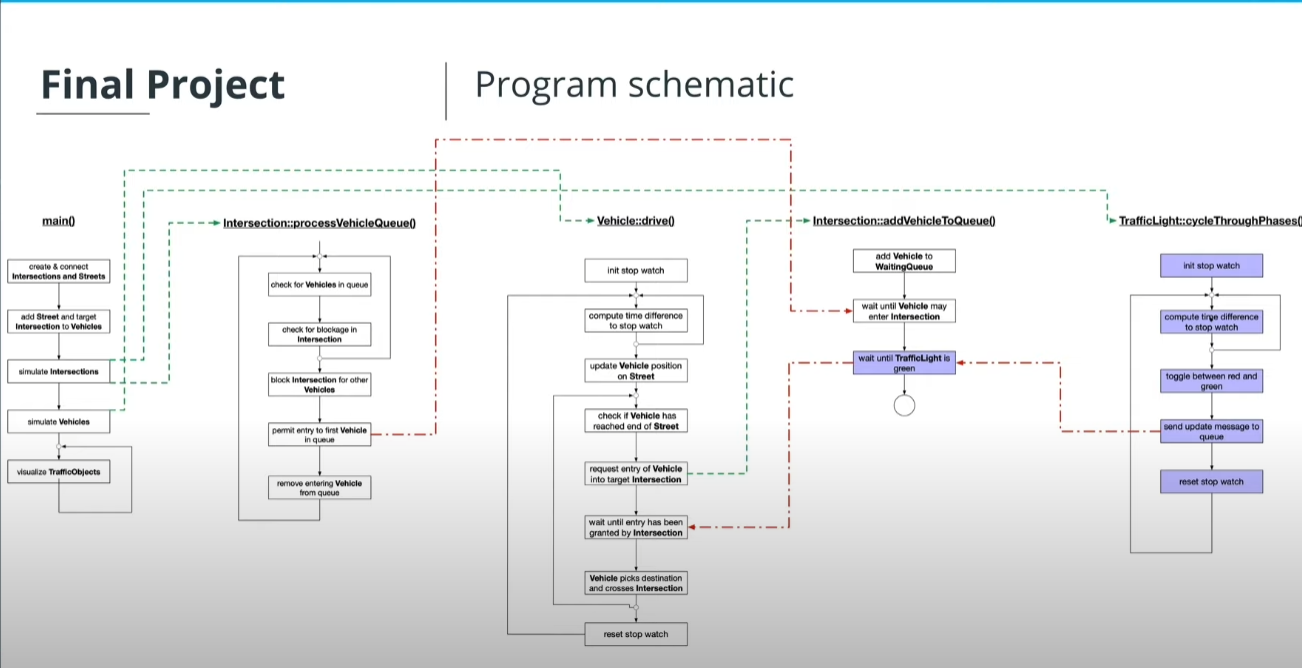 Final Project
Program schematic
main()
create & connect
Intersections and Streets
add Street and target
Intersection to Vehicles
simulate Intersections
simulate Vehicles
visualize TrafficObjects
Intersection::processVehicleQueue()
check for Vehicles in queue
check for blockage in
Intersection
block Intersection for other
Vehicles
permit entry to first Vehicle
in queue
remove entering Vehicle
from queue
Vehicle::drive()
init stop watch
compute time difference
to stop watch
update Vehicle position
on Street
check if Vehicle has
reached end of Street
request entry of Vehicle
into target Intersection
wait until entry has been
granted by Intersection
Vehicle picks destination
and crosses Intersection
reset stop watch
Intersection::addVehicleToQueue()
add Vehicle to
WaitingQueue
wait until Vehicle may
enter Intersection
wait until TrafficLight is
green
TrafficLight::cycleThroughPhases()
init stop watch
compute time difference
to stop watch
toggle between red and
green
send update message to
queue
reset stop watch